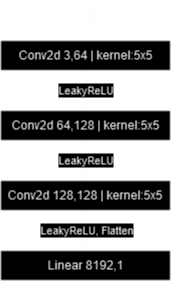 Conv2d 3,64 | kernel:5x5
LeakyReLU
Conv2d 64,128 | kernel:5x5
LeakyReLU
Conv2d 128,128 | kernel:5x5
LeakyReLU, Flatten
Linear 8192,1